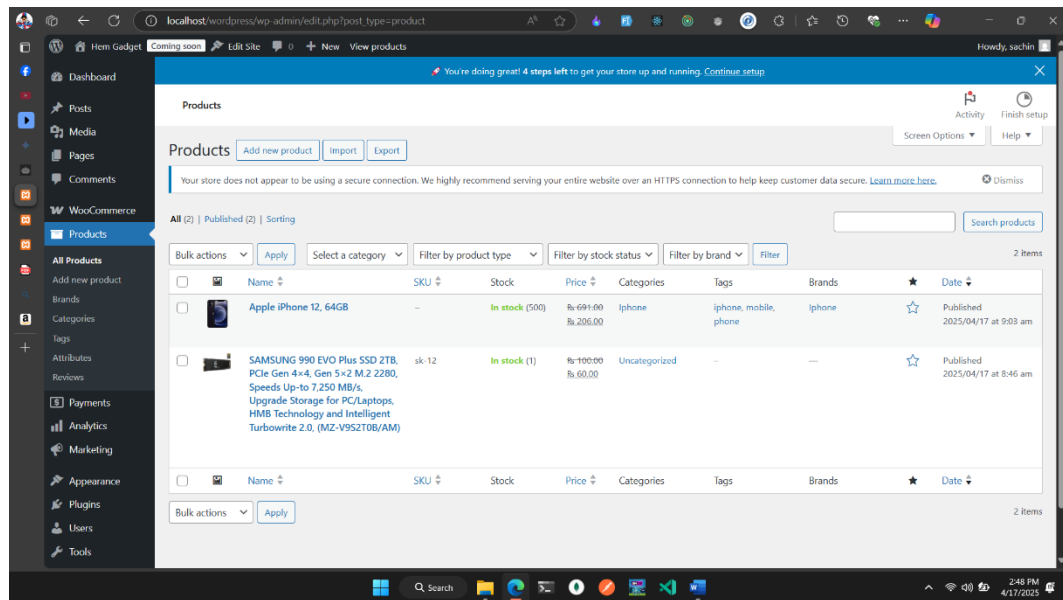 localhost/wordpress/wp-admin/edit.php?post_type=product
Hem Gadget Coming soon Edit Site 0 + New View products Howdy, sachin
🚀 You're doing great! 4 steps left to get your store up and running. Continue setup
Dashboard
Posts
Media
Pages
Comments
WooCommerce
Products
All Products
Add new product
Brands
Categories
Tags
Attributes
Reviews
Payments
Analytics
Marketing
Appearance
Plugins
Users
Tools
Products
Activity Finish setup
Screen Options ▼ Help ▼
Products Add new product Import Export
Your store does not appear to be using a secure connection. We highly recommend serving your entire website over an HTTPS connection to help keep customer data secure. Learn more here. Dismiss
All (2) | Published (2) | Sorting
Search products
Bulk actions Apply Select a category Filter by product type Filter by stock status Filter by brand Filter 2 items
Name SKU Stock Price Categories Tags Brands ★ Date
Apple iPhone 12, 64GB – In stock (500) ₨ 691.00 Iphone iphone, mobile, Iphone Published
₨ 206.00 phone 2025/04/17 at 9:03 am
SAMSUNG 990 EVO Plus SSD 2TB, sk-12 In stock (1) ₨ 100.00 Uncategorized – — Published
PCIe Gen 4×4, Gen 5×2 M.2 2280, ₨ 60.00 2025/04/17 at 8:46 am
Speeds Up-to 7,250 MB/s,
Upgrade Storage for PC/Laptops,
HMB Technology and Intelligent
Turbowrite 2.0, (MZ-V9S2T0B/AM)
Name SKU Stock Price Categories Tags Brands ★ Date
Bulk actions Apply 2 items
Search
2:48 PM
4/17/2025